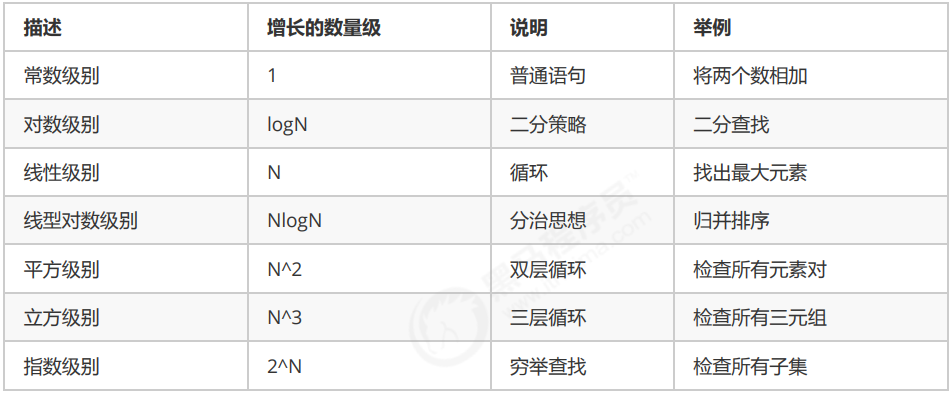 描述 增长的数量级 说明 举例
常数级别 1 普通语句 将两个数相加
对数级别 logN 二分策略 二分查找
线性级别 N 循环 找出最大元素
线型对数级别 NlogN 分治思想 归并排序
平方级别 N^2 双层循环 检查所有元素对
立方级别 N^3 三层循环 检查所有三元组
指数级别 2^N 穷举查找 检查所有子集
黑马程序员